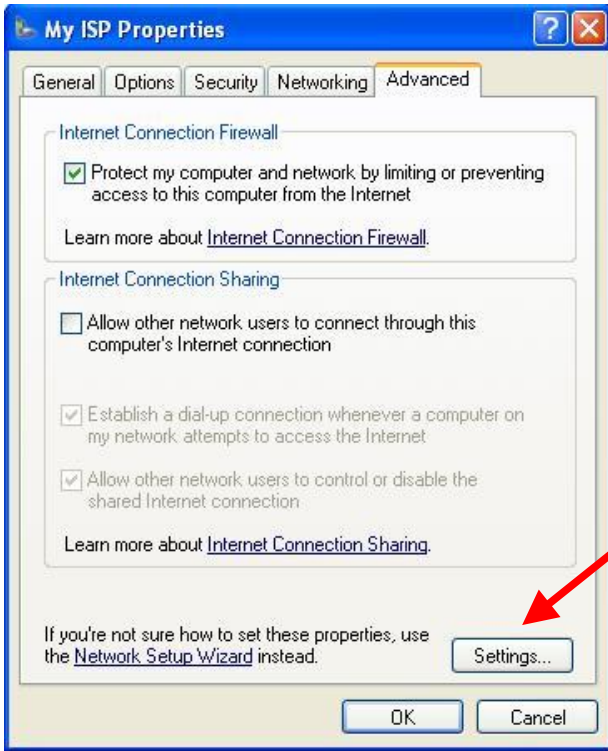 My ISP Properties
General Options Security Networking Advanced
Internet Connection Firewall
Protect my computer and network by limiting or preventing
access to this computer from the Internet
Learn more about Internet Connection Firewall.
Internet Connection Sharing
Allow other network users to connect through this
computer's Internet connection
Establish a dial-up connection whenever a computer on
my network attempts to access the Internet
Allow other network users to control or disable the
shared Internet connection
Learn more about Internet Connection Sharing.
If you're not sure how to set these properties, use
the Network Setup Wizard instead.
Settings...
OK Cancel